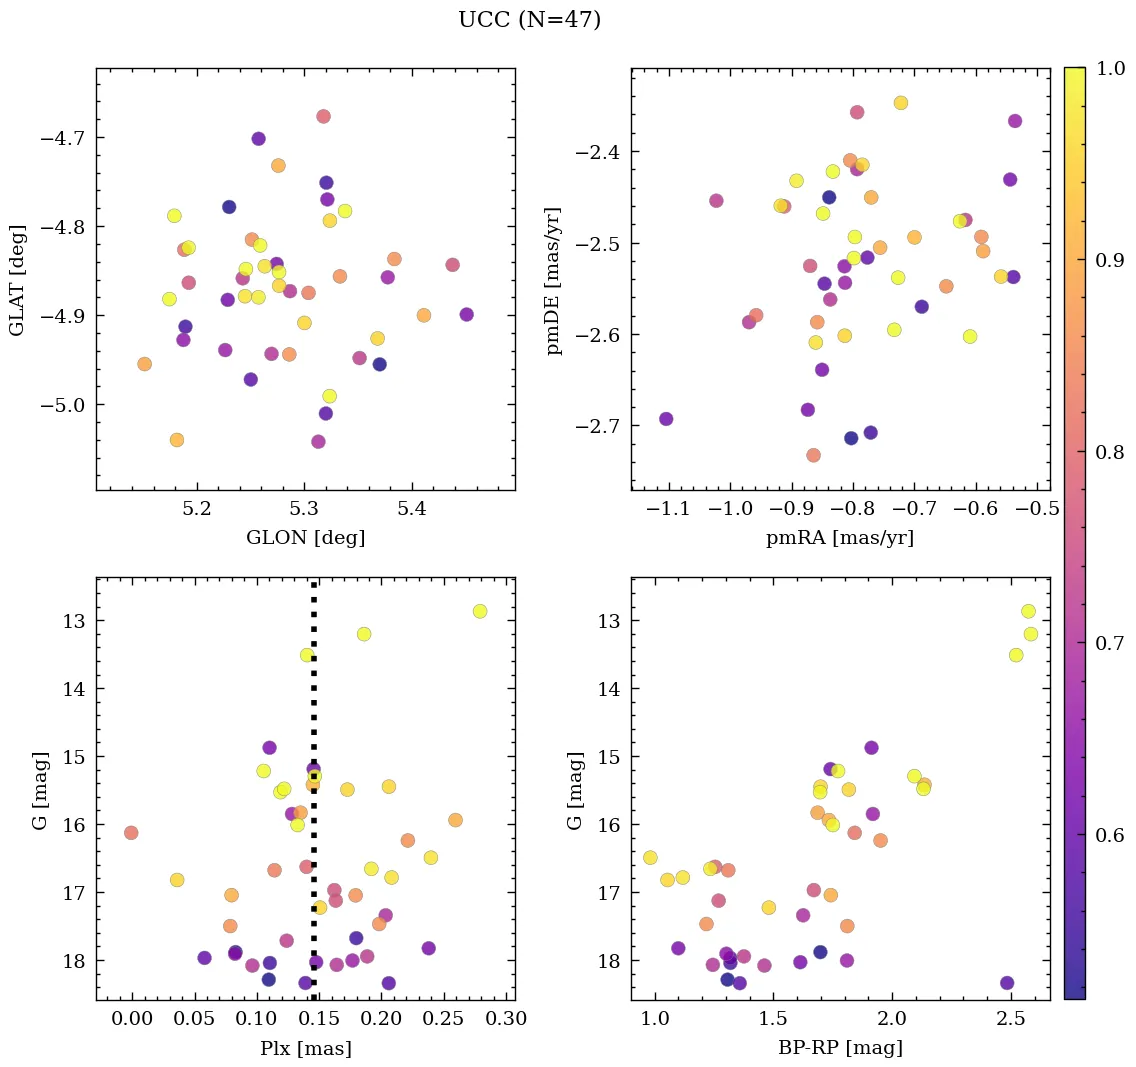 UCC (N=47)
−4.7
−4.8
−4.9
−5.0
GLAT [deg]
5.2 5.3 5.4
GLON [deg]
−2.4
−2.5
−2.6
−2.7
pmDE [mas/yr]
−1.1 −1.0 −0.9 −0.8 −0.7 −0.6 −0.5
pmRA [mas/yr]
1.0
0.9
0.8
0.7
0.6
13
14
15
16
17
18
G [mag]
0.00 0.05 0.10 0.15 0.20 0.25 0.30
Plx [mas]
13
14
15
16
17
18
G [mag]
1.0 1.5 2.0 2.5
BP-RP [mag]